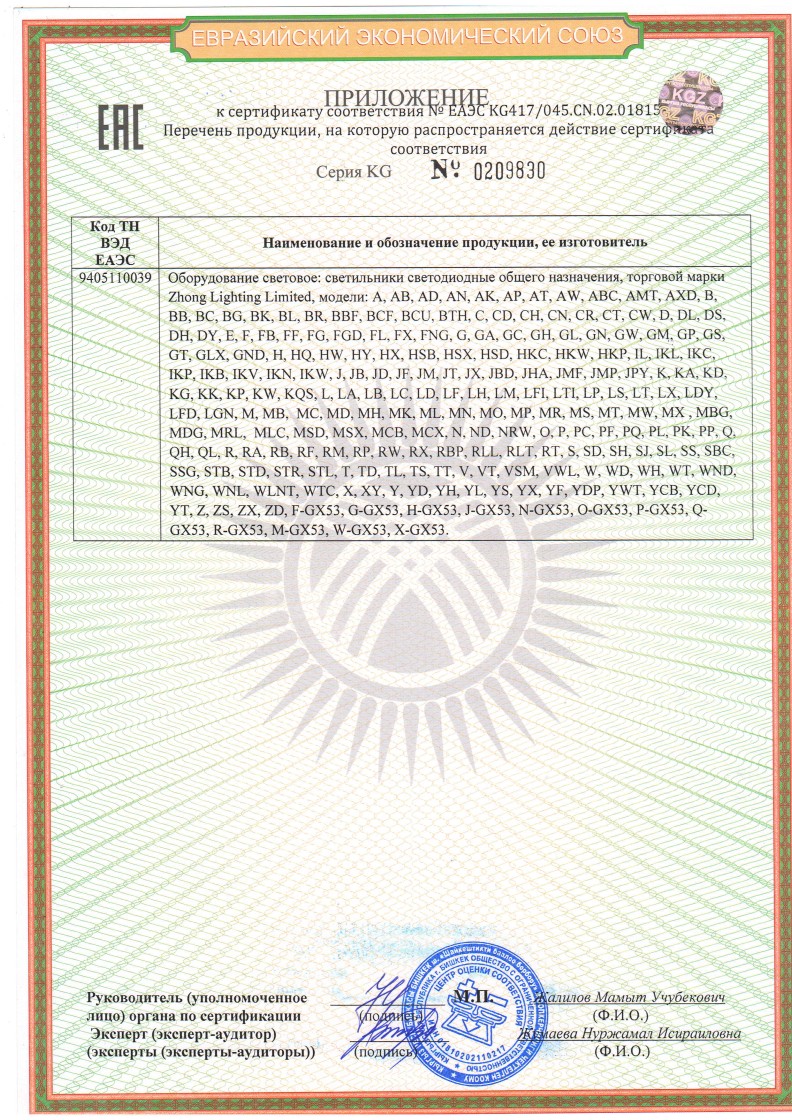 ЕВРАЗИЙСКИЙ ЭКОНОМИЧЕСКИЙ СОЮЗ
ЕАС
ПРИЛОЖЕНИЕ
KGZ
к сертификату соответствия № ЕАЭС KG417/045.CN.02.01815
Перечень продукции, на которую распространяется действие сертификата
соответствия
Серия KG № 0209830
Код ТН
ВЭД
ЕАЭС
Наименование и обозначение продукции, ее изготовитель
9405110039
Оборудование световое: светильники светодиодные общего назначения, торговой марки
Zhong Lighting Limited, модели: A, AB, AD, AN, AK, AP, AT, AW, ABC, AMT, AXD, B,
BB, BC, BG, BK, BL, BR, BBF, BCF, BCU, BTH, C, CD, CH, CN, CR, CT, CW, D, DL, DS,
DH, DY, E, F, FB, FF, FG, FGD, FL, FX, FNG, G, GA, GC, GH, GL, GN, GW, GM, GP, GS,
GT, GLX, GND, H, HQ, HW, HY, HX, HSB, HSX, HSD, HKC, HKW, HKP, IL, IKL, IKC,
IKP, IKB, IKV, IKN, IKW, J, JB, JD, JF, JM, JT, JX, JBD, JHA, JMF, JMP, JPY, K, KA, KD,
KG, KK, KP, KW, KQS, L, LA, LB, LC, LD, LF, LH, LM, LFI, LTI, LP, LS, LT, LX, LDY,
LFD, LGN, M, MB, MC, MD, MH, MK, ML, MN, MO, MP, MR, MS, MT, MW, MX , MBG,
MDG, MRL, MLC, MSD, MSX, MCB, MCX, N, ND, NRW, O, P, PC, PF, PQ, PL, PK, PP, Q,
QH, QL, R, RA, RB, RF, RM, RP, RW, RX, RBP, RLL, RLT, RT, S, SD, SH, SJ, SL, SS, SBC,
SSG, STB, STD, STR, STL, T, TD, TL, TS, TT, V, VT, VSM, VWL, W, WD, WH, WT, WND,
WNG, WNL, WLNT, WTC, X, XY, Y, YD, YH, YL, YS, YX, YF, YDP, YWT, YCB, YCD,
YT, Z, ZS, ZX, ZD, F-GX53, G-GX53, H-GX53, J-GX53, N-GX53, O-GX53, P-GX53, Q-
GX53, R-GX53, M-GX53, W-GX53, X-GX53.
Руководитель (уполномоченное
лицо) органа по сертификации
(подпись)
М.П.
Жалилов Мамыт Учубекович
(Ф.И.О.)
Эксперт (эксперт-аудитор)
(эксперты (эксперты-аудиторы))
(подпись)
Жумаева Нуржамал Исираиловна
(Ф.И.О.)
ЦЕНТР ОЦЕНКИ СООТВЕТСТВИЯ
01810202110217